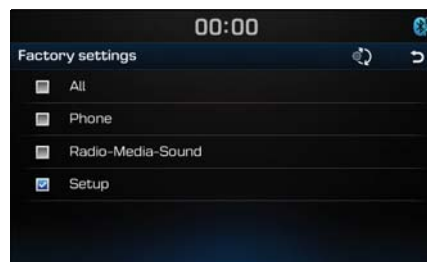 00:00
Factory settings
All
Phone
Radio-Media-Sound
Setup